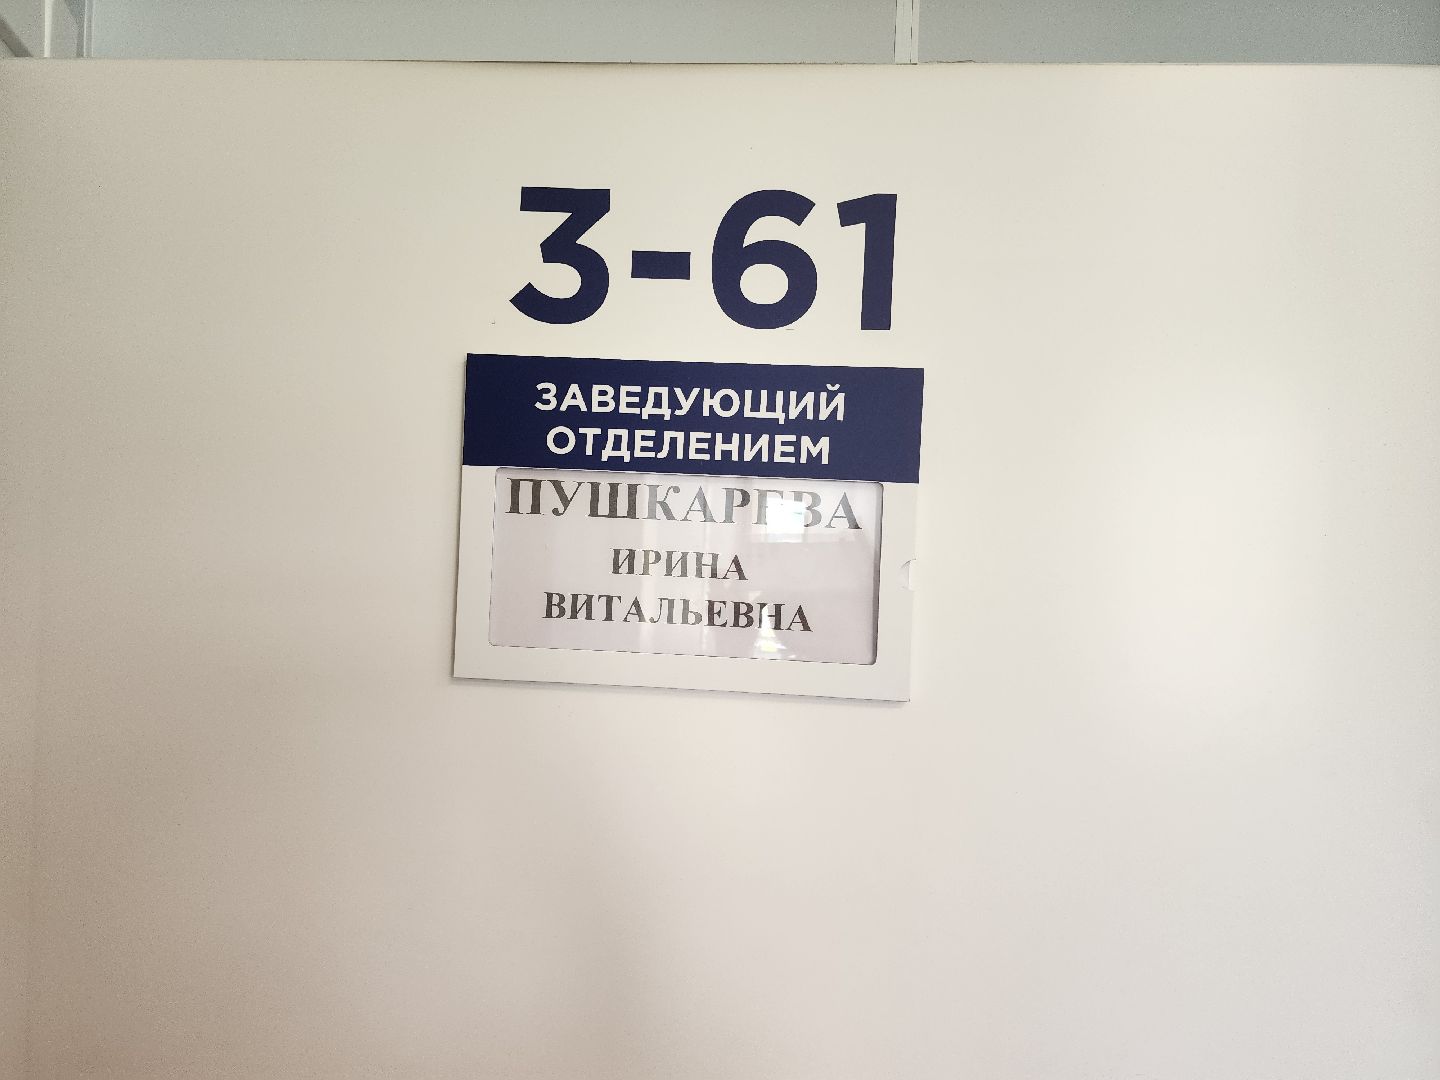 3-61
ЗАВЕДУЮЩИЙ
ОТДЕЛЕНИЕМ
ПУШКАРЕВА
ИРИНА
ВИТАЛЬЕВНА